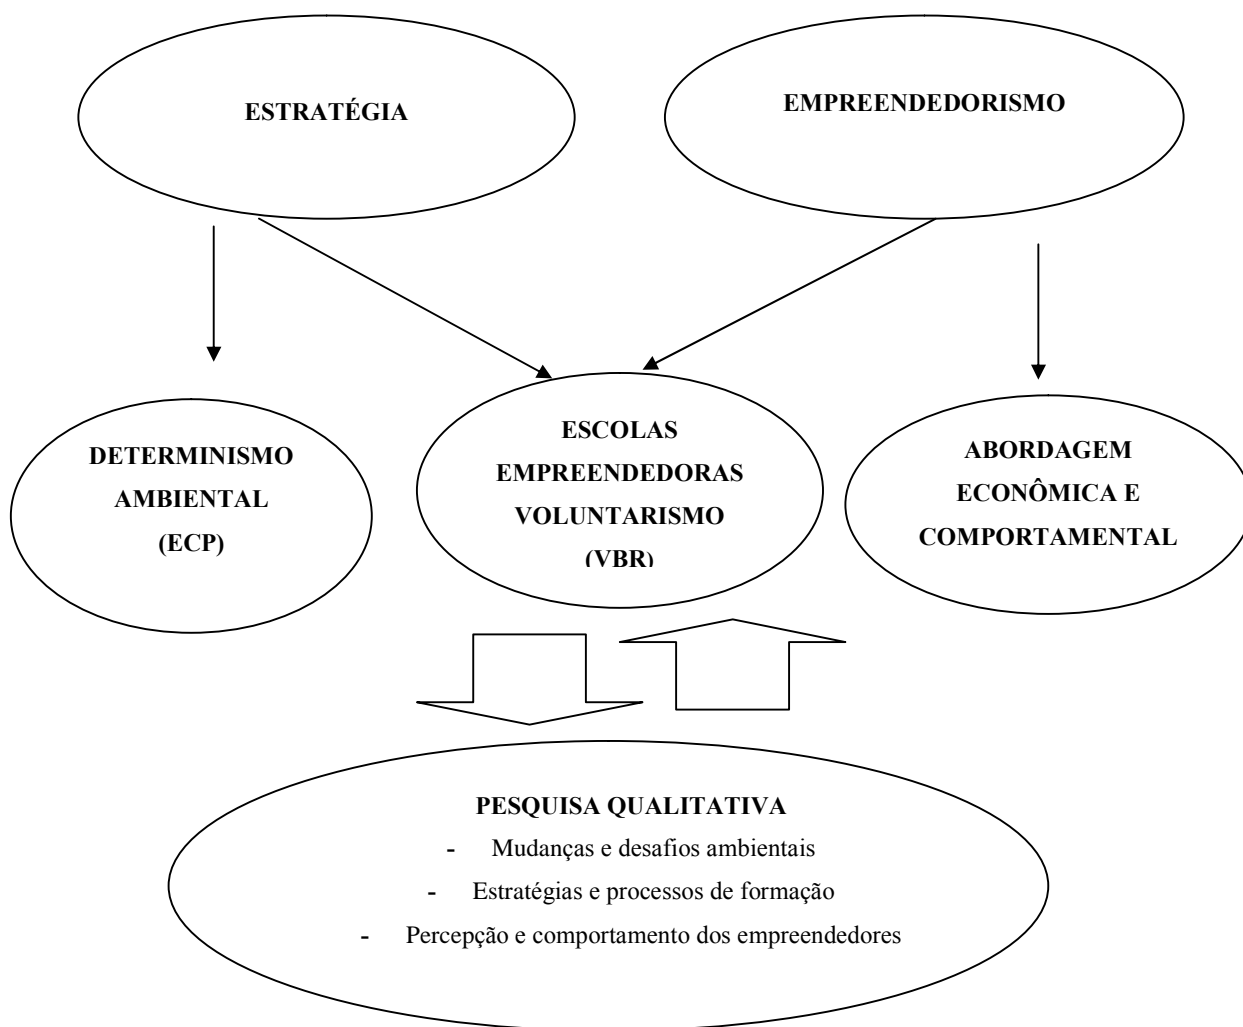 ESTRATÉGIA
EMPREENDEDORISMO
DETERMINISMO
AMBIENTAL
(ECP)
ESCOLAS
EMPREENDEDORAS
VOLUNTARISMO
(VBR)
ABORDAGEM
ECONÔMICA E
COMPORTAMENTAL
PESQUISA QUALITATIVA
- Mudanças e desafios ambientais
- Estratégias e processos de formação
- Percepção e comportamento dos empreendedores